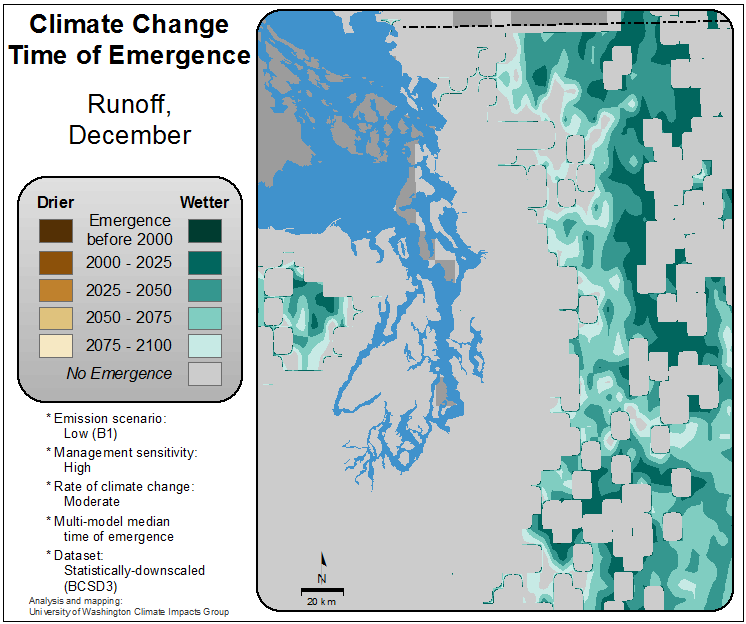 Climate Change
Time of Emergence
Runoff,
December
Drier Wetter
Emergence
before 2000
2000 - 2025
2025 - 2050
2050 - 2075
2075 - 2100
No Emergence
* Emission scenario:
Low (B1)
* Management sensitivity:
High
* Rate of climate change:
Moderate
* Multi-model median
time of emergence
* Dataset:
Statistically-downscaled
(BCSD3)
Analysis and mapping:
University of Washington Climate Impacts Group
N
20 km